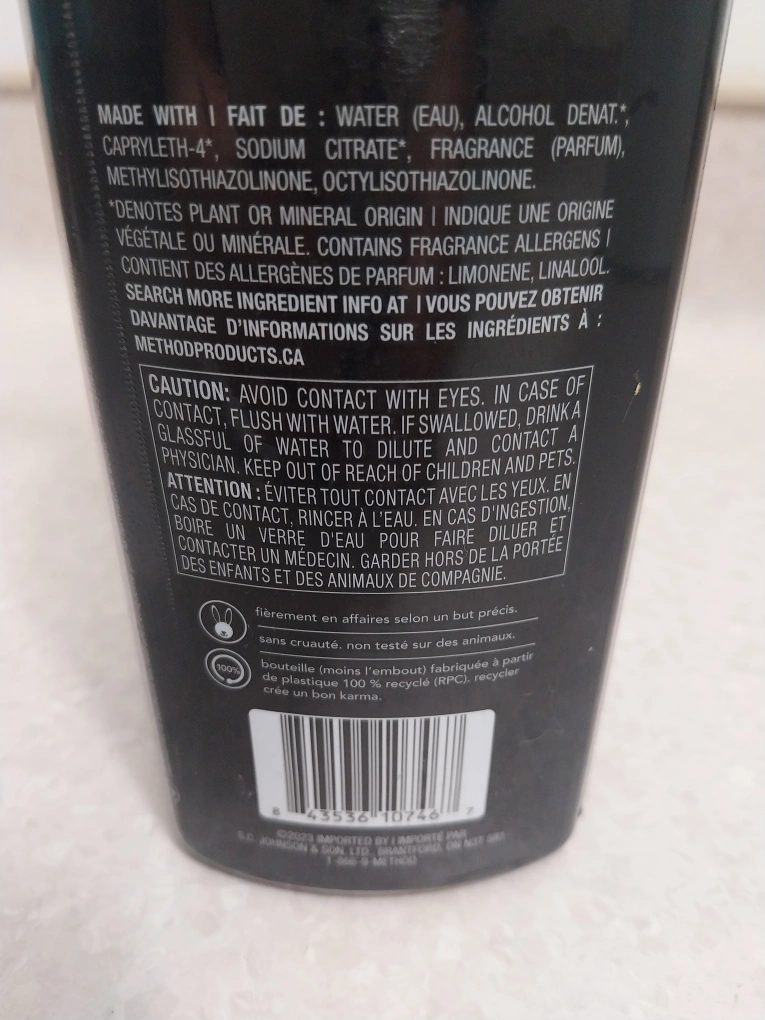 MADE WITH | FAIT DE : WATER (EAU), ALCOHOL DENAT.*,
CAPRYLETH-4*, SODIUM CITRATE*, FRAGRANCE (PARFUM),
METHYLISOTHIAZOLINONE, OCTYLISOTHIAZOLINONE.
*DENOTES PLANT OR MINERAL ORIGIN | INDIQUE UNE ORIGINE
VÉGÉTALE OU MINÉRALE. CONTAINS FRAGRANCE ALLERGENS |
CONTIENT DES ALLERGÈNES DE PARFUM : LIMONENE, LINALOOL.
SEARCH MORE INGREDIENT INFO AT | VOUS POUVEZ OBTENIR
DAVANTAGE D'INFORMATIONS SUR LES INGRÉDIENTS À :
METHODPRODUCTS.CA
CAUTION: AVOID CONTACT WITH EYES. IN CASE OF
CONTACT, FLUSH WITH WATER. IF SWALLOWED, DRINK A
GLASSFUL OF WATER TO DILUTE AND CONTACT A
PHYSICIAN. KEEP OUT OF REACH OF CHILDREN AND PETS.
ATTENTION : ÉVITER TOUT CONTACT AVEC LES YEUX. EN
CAS DE CONTACT, RINCER À L'EAU. EN CAS D'INGESTION,
BOIRE UN VERRE D'EAU POUR FAIRE DILUER ET
CONTACTER UN MÉDECIN. GARDER HORS DE LA PORTÉE
DES ENFANTS ET DES ANIMAUX DE COMPAGNIE.
fièrement en affaires selon un but précis.
sans cruauté. non testé sur des animaux.
100%
bouteille (moins l'embout) fabriquée à partir
de plastique 100 % recyclé (RPC). recycler
crée un bon karma.
8 43536 10746 7
©2023 IMPORTED BY | IMPORTÉ PAR
S.C. JOHNSON & SON, LTD., BRANTFORD, ON N3T 5R1
1-866-9-METHOD